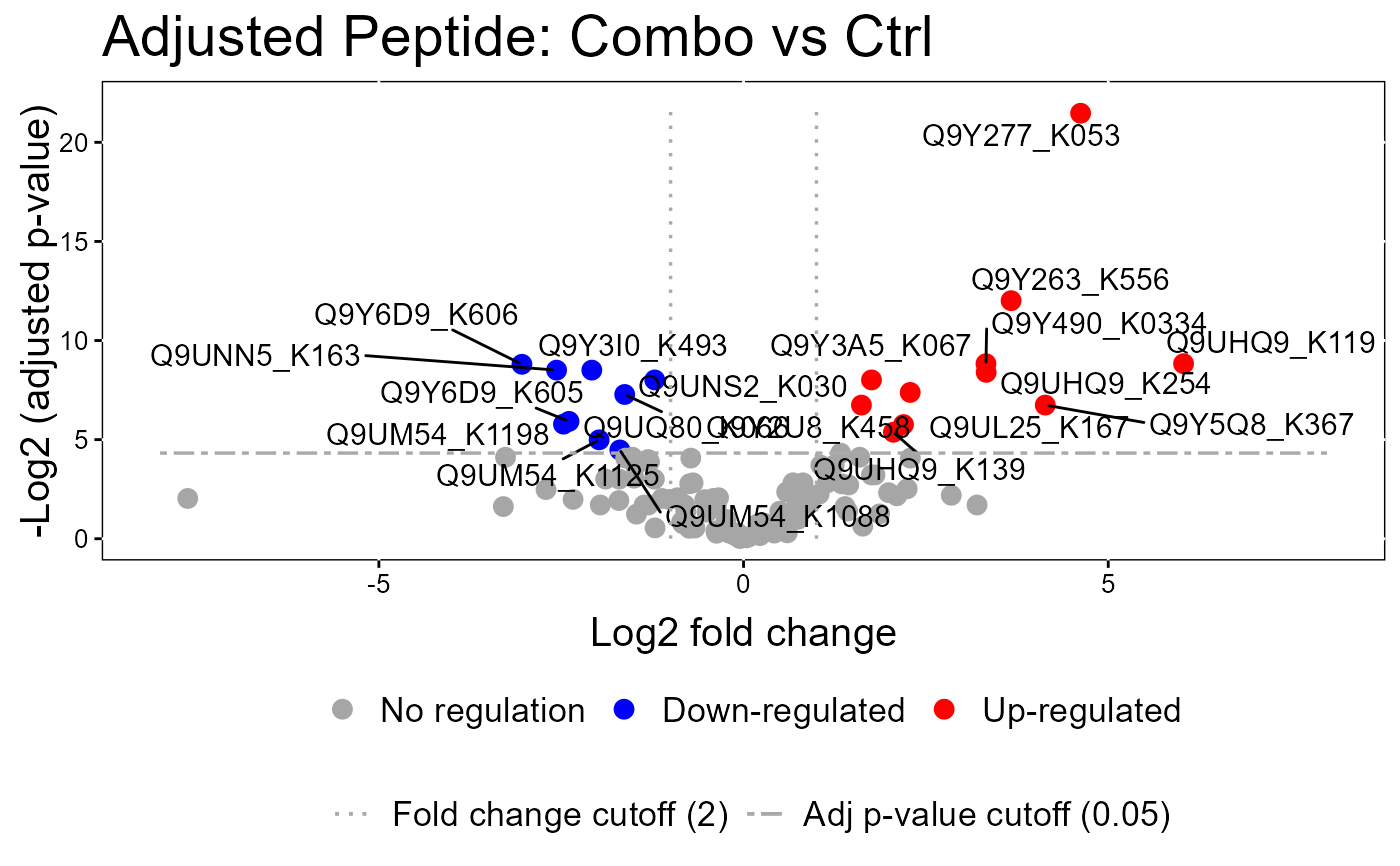 Adjusted Peptide: Combo vs Ctrl
-Log2 (adjusted p-value)
20
15
10
5
0
Q9Y277_K053
Q9Y263_K556
Q9Y6D9_K606
Q9Y490_K0334
Q9UNN5_K163
Q9Y3I0_K493
Q9Y3A5_K067
Q9UHQ9_K119
Q9Y6D9_K605
Q9UNS2_K030
Q9UHQ9_K254
Q9UM54_K1198
Q9UL25_K167
Q9Y5Q8_K367
Q9UM54_K1125
Q9UHQ9_K139
Q9UM54_K1088
-5
0
5
Log2 fold change
No regulation
Down-regulated
Up-regulated
Fold change cutoff (2)
Adj p-value cutoff (0.05)